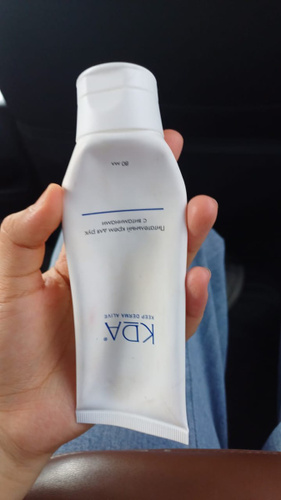 KDA®
KEEP DERMA ALIVE
Питательный крем для рук
с витаминами
80 мл